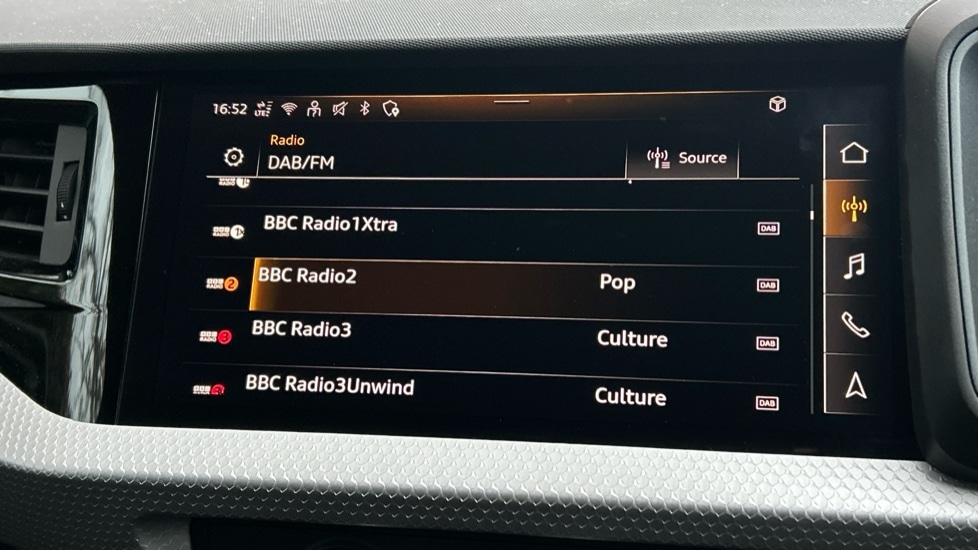 16:52 LTE
Radio
DAB/FM
Source
BBC Radio1Xtra DAB
BBC Radio2 Pop DAB
BBC Radio3 Culture DAB
BBC Radio3Unwind Culture DAB